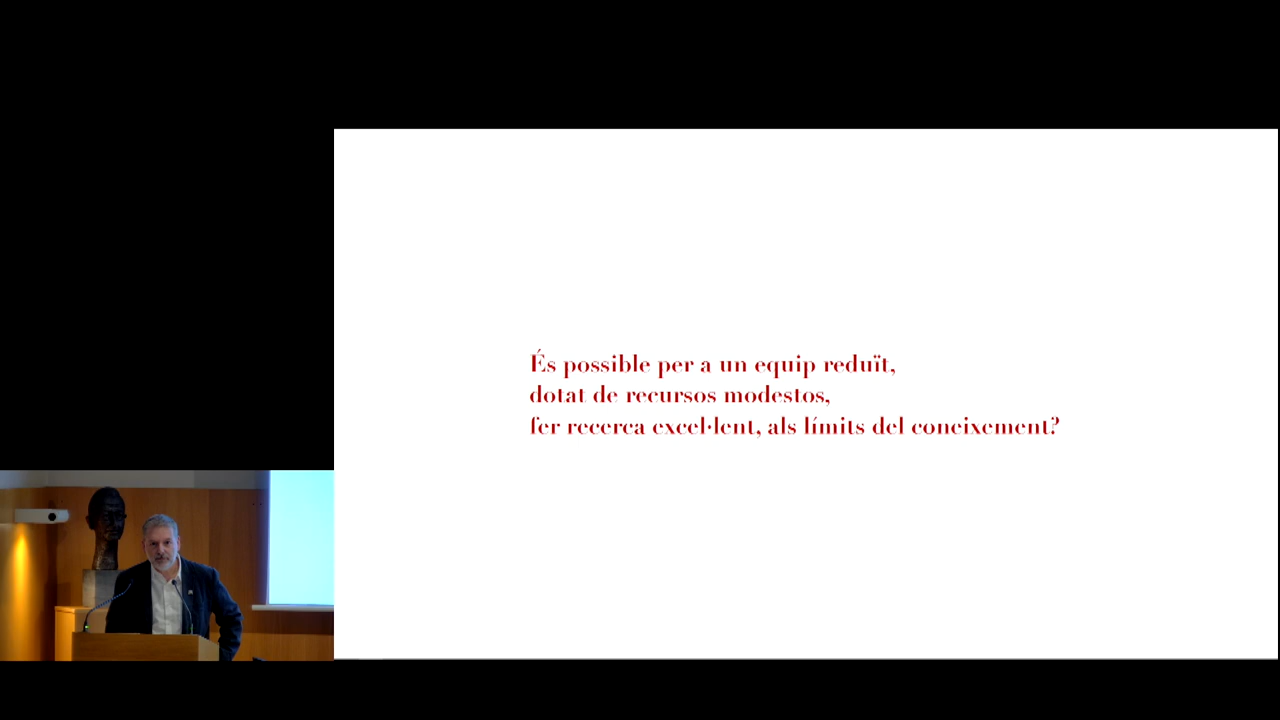 És possible per a un equip reduït,
dotat de recursos modestos,
fer recerca excel·lent, als límits del coneixement?